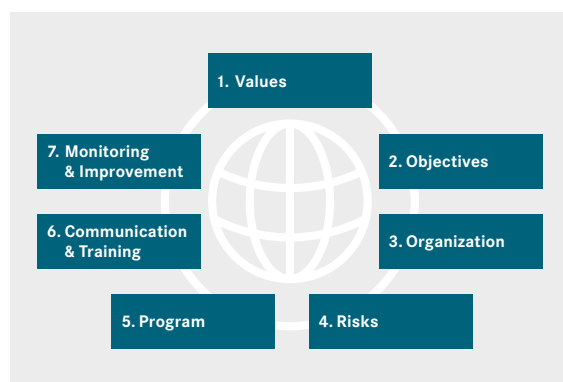 1. Values
2. Objectives
3. Organization
4. Risks
5. Program
6. Communication
& Training
7. Monitoring
& Improvement